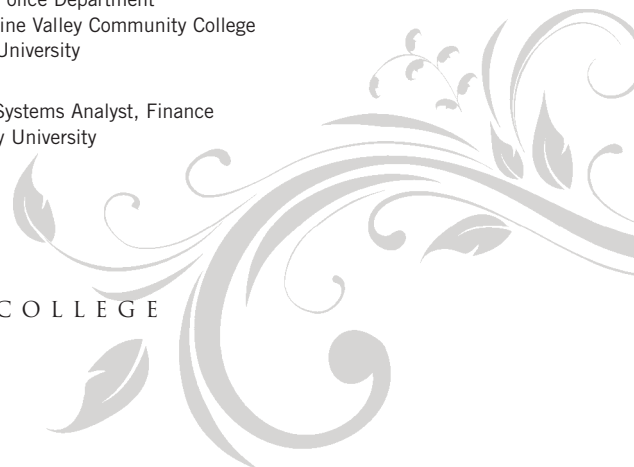 olice Department
ine Valley Community College
University
Systems Analyst, Finance
y University
COLLEGE